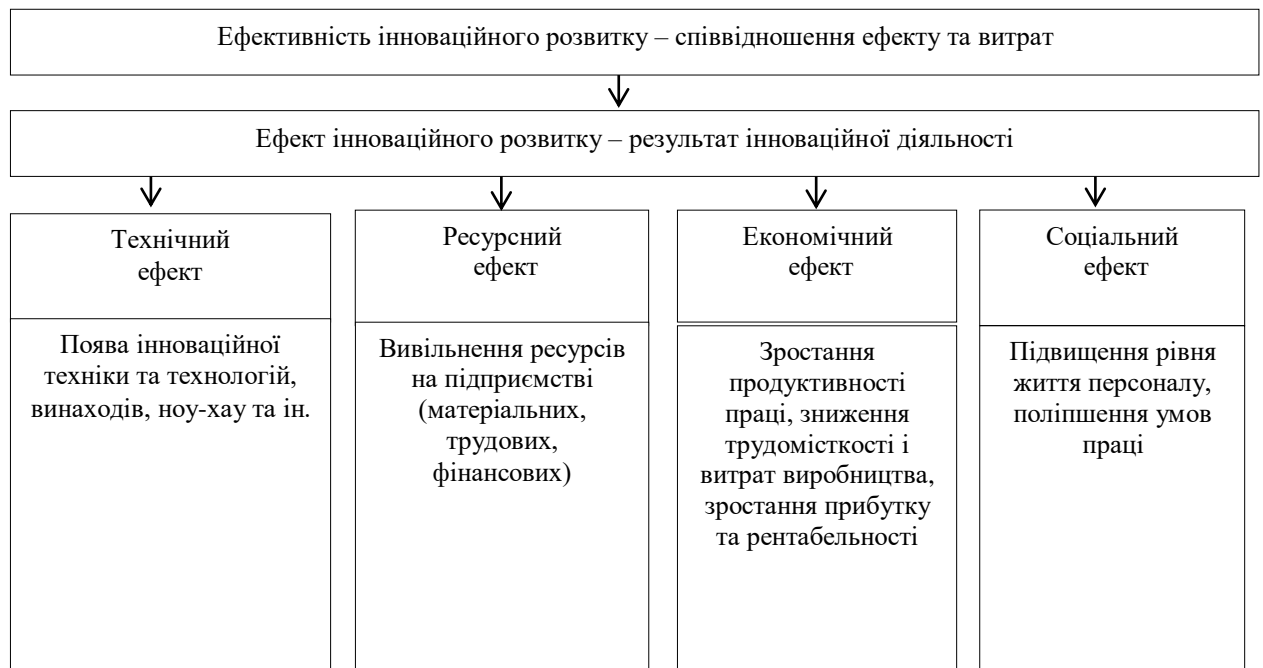 Ефективність інноваційного розвитку – співвідношення ефекту та витрат
Ефект інноваційного розвитку – результат інноваційної діяльності
Технічний
ефект
Поява інноваційної
техніки та технологій,
винаходів, ноу-хау та ін.
Ресурсний
ефект
Вивільнення ресурсів
на підприємстві
(матеріальних,
трудових,
фінансових)
Економічний
ефект
Зростання
продуктивності
праці, зниження
трудомісткості і
витрат виробництва,
зростання прибутку
та рентабельності
Соціальний
ефект
Підвищення рівня
життя персоналу,
поліпшення умов
праці